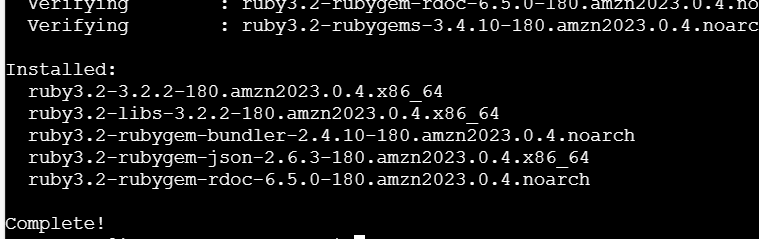 Verifying : ruby3.2-rubygem-rdoc-6.5.0-180.amzn2023.0.4.no
Verifying : ruby3.2-rubygems-3.4.10-180.amzn2023.0.4.noarc
Installed:
ruby3.2-3.2.2-180.amzn2023.0.4.x86_64
ruby3.2-libs-3.2.2-180.amzn2023.0.4.x86_64
ruby3.2-rubygem-bundler-2.4.10-180.amzn2023.0.4.noarch
ruby3.2-rubygem-json-2.6.3-180.amzn2023.0.4.x86_64
ruby3.2-rubygem-rdoc-6.5.0-180.amzn2023.0.4.noarch
Complete!